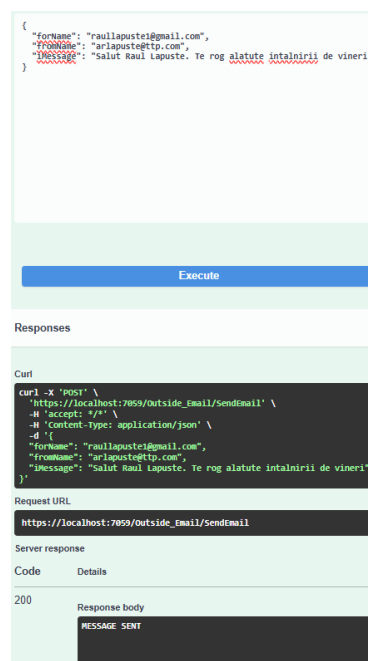 {
"forName": "raullapuste1@gmail.com",
"fromName": "arlapuste@ttp.com",
"iMessage": "Salut Raul Lapuste. Te rog alatute intalnirii de vineri
}
Execute
Responses
Curl
curl -X 'POST' \
'https://localhost:7059/Outside_Email/SendEmail' \
-H 'accept: */*' \
-H 'Content-Type: application/json' \
-d '{
"forName": "raullapuste1@gmail.com",
"fromName": "arlapuste@ttp.com",
"iMessage": "Salut Raul Lapuste. Te rog alatute intalnirii de vineri"
}'
Request URL
https://localhost:7059/Outside_Email/SendEmail
Server response
Code Details
200
Response body
MESSAGE SENT